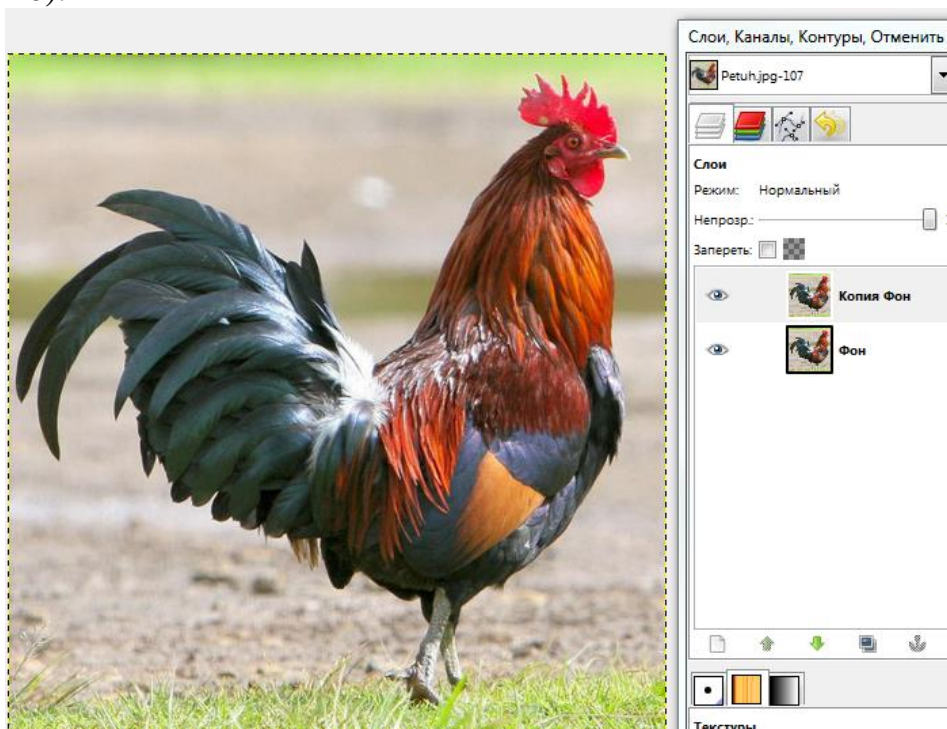 Слои, Каналы, Контуры, Отменить
Petuh.jpg-107
Слои
Режим: Нормальный
Непрозр.:
Запереть:
Копия Фон
Фон
Текстуры